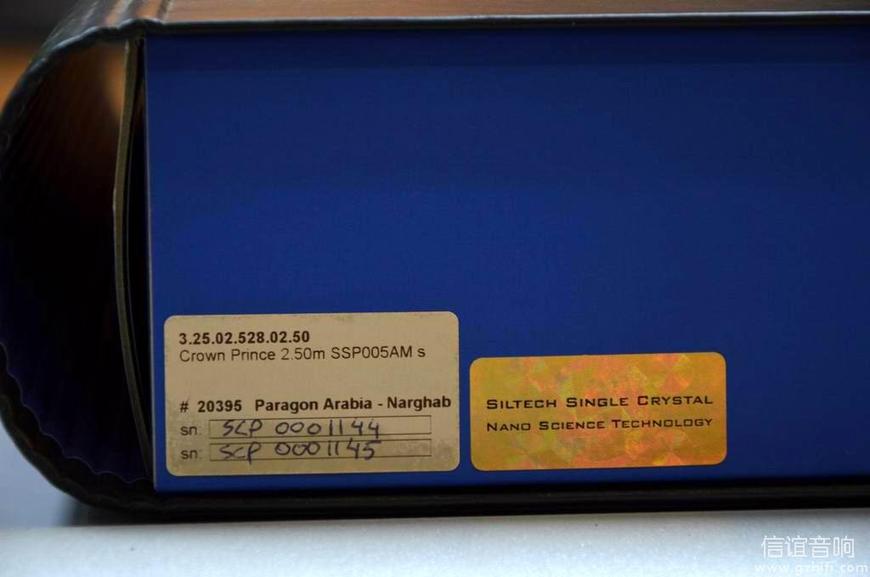 3.25.02.528.02.50
Crown Prince 2.50m SSP005AM s
# 20395 Paragon Arabia - Narghab
sn: SCP 0001144
sn: SCP 0001145
SILTECH SINGLE CRYSTAL
NANO SCIENCE TECHNOLOGY
信谊音响
www.gzhifi.com